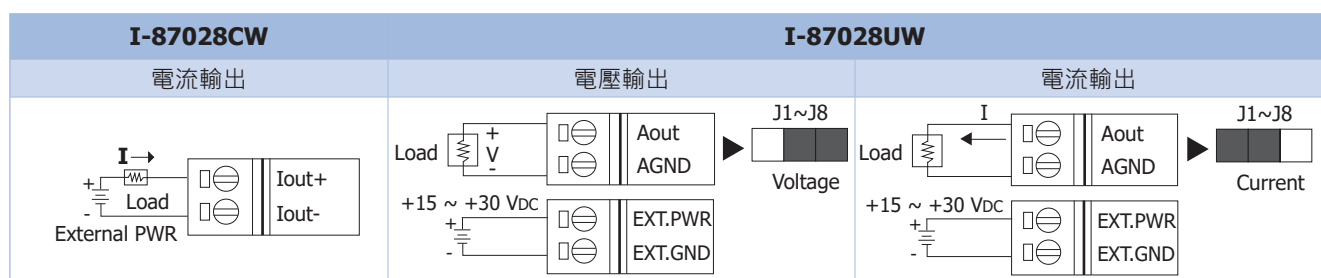 I-87028CW
I-87028UW
電流輸出
電壓輸出
電流輸出
I
+
-
Load
External PWR
Iout+
Iout-
Load
+
V
-
Aout
AGND
J1~J8
Voltage
+15 ~ +30 VDC
+
-
EXT.PWR
EXT.GND
I
Load
Aout
AGND
J1~J8
Current
+15 ~ +30 VDC
+
-
EXT.PWR
EXT.GND